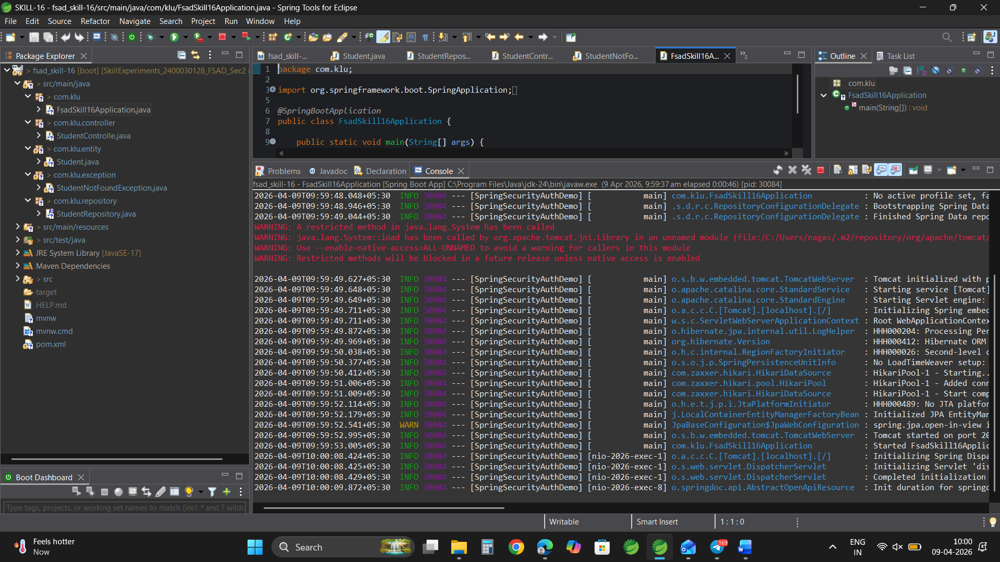 SKILL-16 - fsad_skill-16/src/main/java/com/klu/FsadSkill16Application.java - Spring Tools for Eclipse
File Edit Source Refactor Navigate Search Project Run Window Help
Package Explorer
> fsad_skill-16 [boot] [SkillExperiments_2400030128_FSAD_Sec2
> src/main/java
> com.klu
FsadSkill16Application.java
> com.klu.controller
StudentControlle.java
> com.klu.entity
Student.java
> com.klu.exception
StudentNotFoundException.java
> com.klu.repository
StudentRepository.java
> src/main/resources
> src/test/java
JRE System Library [JavaSE-17]
Maven Dependencies
> src
target
HELP.md
mvnw
mvnw.cmd
pom.xml
Boot Dashboard
Type tags, projects, or working set names to match (incl. * and ? wildc
fsad_skill-... Student.java StudentRepos... StudentContr... StudentNotFo... FsadSkill16A... »2
1 package com.klu;
2
3 import org.springframework.boot.SpringApplication;
5
6 @SpringBootApplication
7 public class FsadSkill16Application {
8
9 public static void main(String[] args) {
Outline Task List
com.klu
FsadSkill16Application
main(String[]) : void
Problems Javadoc Declaration Console
fsad_skill-16 - FsadSkill16Application [Spring Boot App] C:\Program Files\Java\jdk-24\bin\javaw.exe (9 Apr 2026, 9:59:37 am elapsed 0:00:46) [pid: 30084]
2026-04-09T09:59:48.048+05:30 INFO 30084 --- [SpringSecurityAuthDemo] [ main] com.klu.FsadSkill16Application : No active profile set, fa
2026-04-09T09:59:48.946+05:30 INFO 30084 --- [SpringSecurityAuthDemo] [ main] .s.d.r.c.RepositoryConfigurationDelegate : Bootstrapping Spring Data
2026-04-09T09:59:49.044+05:30 INFO 30084 --- [SpringSecurityAuthDemo] [ main] .s.d.r.c.RepositoryConfigurationDelegate : Finished Spring Data repo
WARNING: A restricted method in java.lang.System has been called
WARNING: java.lang.System::load has been called by org.apache.tomcat.jni.Library in an unnamed module (file:/C:/Users/nagas/.m2/repository/org/apache/tomcat/
WARNING: Use --enable-native-access=ALL-UNNAMED to avoid a warning for callers in this module
WARNING: Restricted methods will be blocked in a future release unless native access is enabled
2026-04-09T09:59:49.627+05:30 INFO 30084 --- [SpringSecurityAuthDemo] [ main] o.s.b.w.embedded.tomcat.TomcatWebServer : Tomcat initialized with p
2026-04-09T09:59:49.648+05:30 INFO 30084 --- [SpringSecurityAuthDemo] [ main] o.apache.catalina.core.StandardService : Starting service [Tomcat]
2026-04-09T09:59:49.649+05:30 INFO 30084 --- [SpringSecurityAuthDemo] [ main] o.apache.catalina.core.StandardEngine : Starting Servlet engine:
2026-04-09T09:59:49.711+05:30 INFO 30084 --- [SpringSecurityAuthDemo] [ main] o.a.c.c.C.[Tomcat].[localhost].[/] : Initializing Spring embed
2026-04-09T09:59:49.711+05:30 INFO 30084 --- [SpringSecurityAuthDemo] [ main] w.s.c.ServletWebServerApplicationContext : Root WebApplicationContex
2026-04-09T09:59:49.872+05:30 INFO 30084 --- [SpringSecurityAuthDemo] [ main] o.hibernate.jpa.internal.util.LogHelper : HHH000204: Processing Per
2026-04-09T09:59:49.969+05:30 INFO 30084 --- [SpringSecurityAuthDemo] [ main] org.hibernate.Version : HHH000412: Hibernate ORM
2026-04-09T09:59:50.038+05:30 INFO 30084 --- [SpringSecurityAuthDemo] [ main] o.h.c.internal.RegionFactoryInitiator : HHH000026: Second-level c
2026-04-09T09:59:50.377+05:30 INFO 30084 --- [SpringSecurityAuthDemo] [ main] o.s.o.j.p.SpringPersistenceUnitInfo : No LoadTimeWeaver setup:
2026-04-09T09:59:50.412+05:30 INFO 30084 --- [SpringSecurityAuthDemo] [ main] com.zaxxer.hikari.HikariDataSource : HikariPool-1 - Starting..
2026-04-09T09:59:51.006+05:30 INFO 30084 --- [SpringSecurityAuthDemo] [ main] com.zaxxer.hikari.pool.HikariPool : HikariPool-1 - Added conn
2026-04-09T09:59:51.009+05:30 INFO 30084 --- [SpringSecurityAuthDemo] [ main] com.zaxxer.hikari.HikariDataSource : HikariPool-1 - Start comp
2026-04-09T09:59:52.114+05:30 INFO 30084 --- [SpringSecurityAuthDemo] [ main] o.h.e.t.j.p.i.JtaPlatformInitiator : HHH000489: No JTA platfor
2026-04-09T09:59:52.179+05:30 INFO 30084 --- [SpringSecurityAuthDemo] [ main] j.LocalContainerEntityManagerFactoryBean : Initialized JPA EntityMan
2026-04-09T09:59:52.541+05:30 WARN 30084 --- [SpringSecurityAuthDemo] [ main] JpaBaseConfiguration$JpaWebConfiguration : spring.jpa.open-in-view i
2026-04-09T09:59:52.995+05:30 INFO 30084 --- [SpringSecurityAuthDemo] [ main] o.s.b.w.embedded.tomcat.TomcatWebServer : Tomcat started on port 20
2026-04-09T09:59:53.005+05:30 INFO 30084 --- [SpringSecurityAuthDemo] [ main] com.klu.FsadSkill16Application : Started FsadSkill16Applic
2026-04-09T10:00:08.424+05:30 INFO 30084 --- [SpringSecurityAuthDemo] [nio-2026-exec-1] o.a.c.c.C.[Tomcat].[localhost].[/] : Initializing Spring Dispa
2026-04-09T10:00:08.425+05:30 INFO 30084 --- [SpringSecurityAuthDemo] [nio-2026-exec-1] o.s.web.servlet.DispatcherServlet : Initializing Servlet 'dis
2026-04-09T10:00:08.429+05:30 INFO 30084 --- [SpringSecurityAuthDemo] [nio-2026-exec-1] o.s.web.servlet.DispatcherServlet : Completed initialization
2026-04-09T10:00:09.872+05:30 INFO 30084 --- [SpringSecurityAuthDemo] [nio-2026-exec-8] o.springdoc.api.AbstractOpenApiResource : Init duration for springd
Writable Smart Insert 1 : 1 : 0
Feels hotter
Now
Search
169
ENG
IN
10:00
09-04-2026